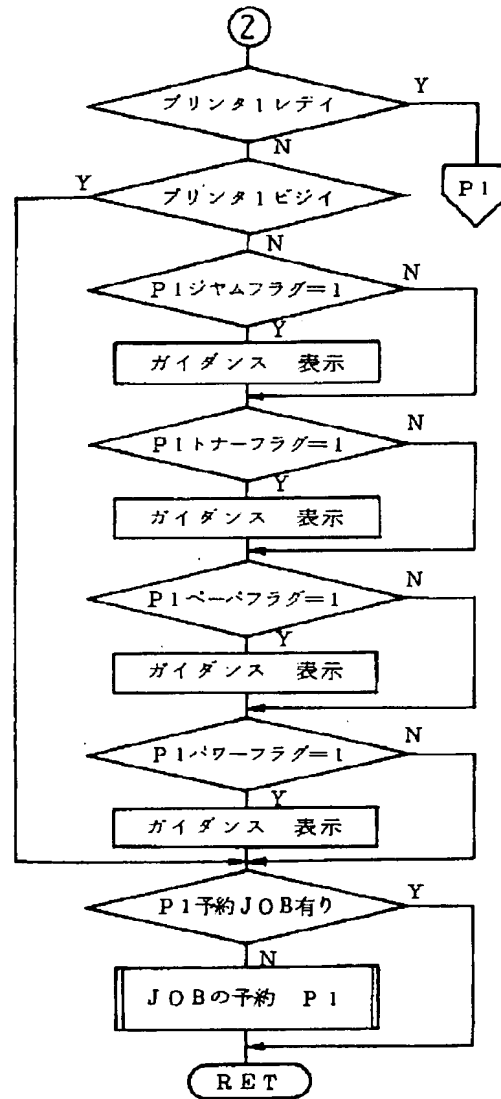 2
プリンタ1レデイ
Y
N
P1
Y
プリンタ1ビジイ
N
P1ジヤムフラグ=1
N
Y
ガイダンス 表示
P1トナーフラグ=1
N
Y
ガイダンス 表示
P1ペーパフラグ=1
N
Y
ガイダンス 表示
P1パワーフラグ=1
N
Y
ガイダンス 表示
P1予約JOB有り
Y
N
JOBの予約 P1
RET